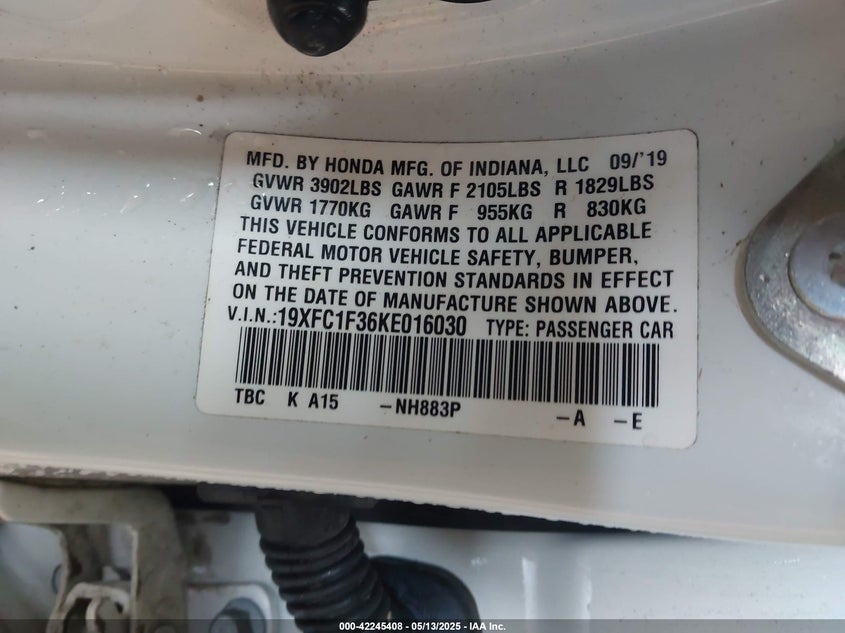 MFD. BY HONDA MFG. OF INDIANA, LLC 09/'19
GVWR 3902LBS GAWR F 2105LBS R 1829LBS
GVWR 1770KG GAWR F 955KG R 830KG
THIS VEHICLE CONFORMS TO ALL APPLICABLE
FEDERAL MOTOR VEHICLE SAFETY, BUMPER,
AND THEFT PREVENTION STANDARDS IN EFFECT
ON THE DATE OF MANUFACTURE SHOWN ABOVE.
V.I.N.:19XFC1F36KE016030 TYPE: PASSENGER CAR
TBC K A15 -NH883P -A -E
000-42245408 - 05/13/2025 - IAA Inc.